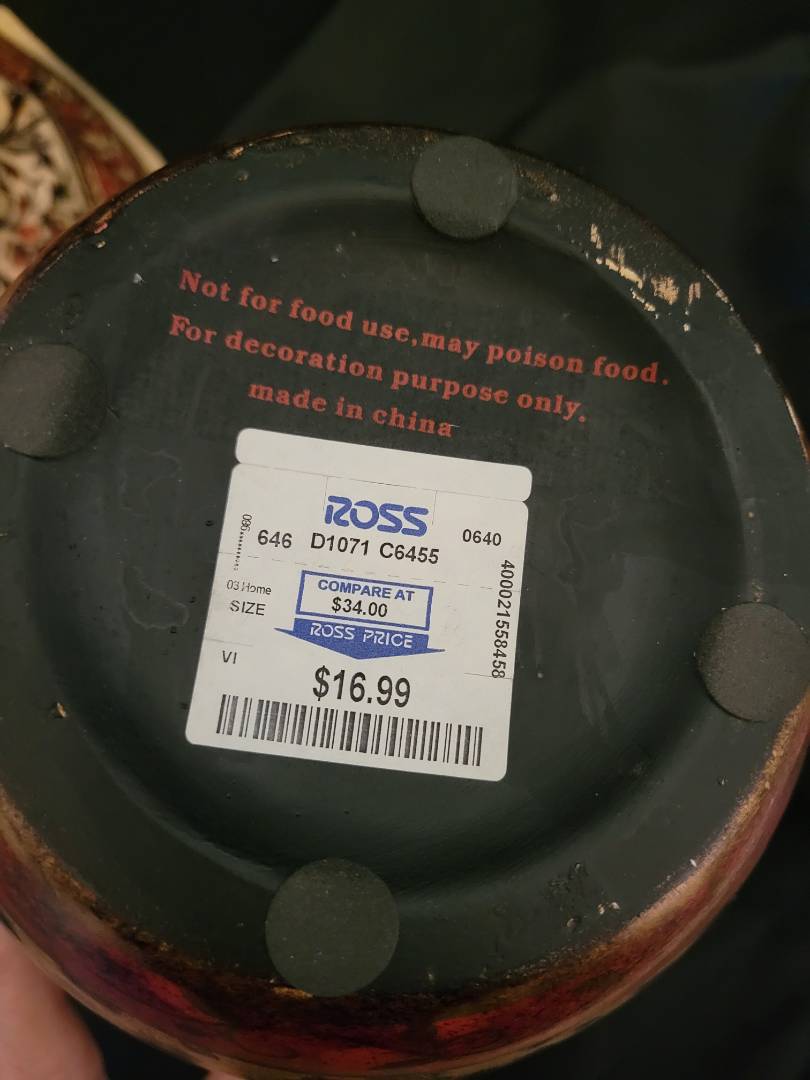 Not for food use,may poison food.
For decoration purpose only.
made in china
ROSS
646 D1071 C6455 0640
03 Home
COMPARE AT
$34.00
SIZE
ROSS PRICE
VI
$16.99
400021558458